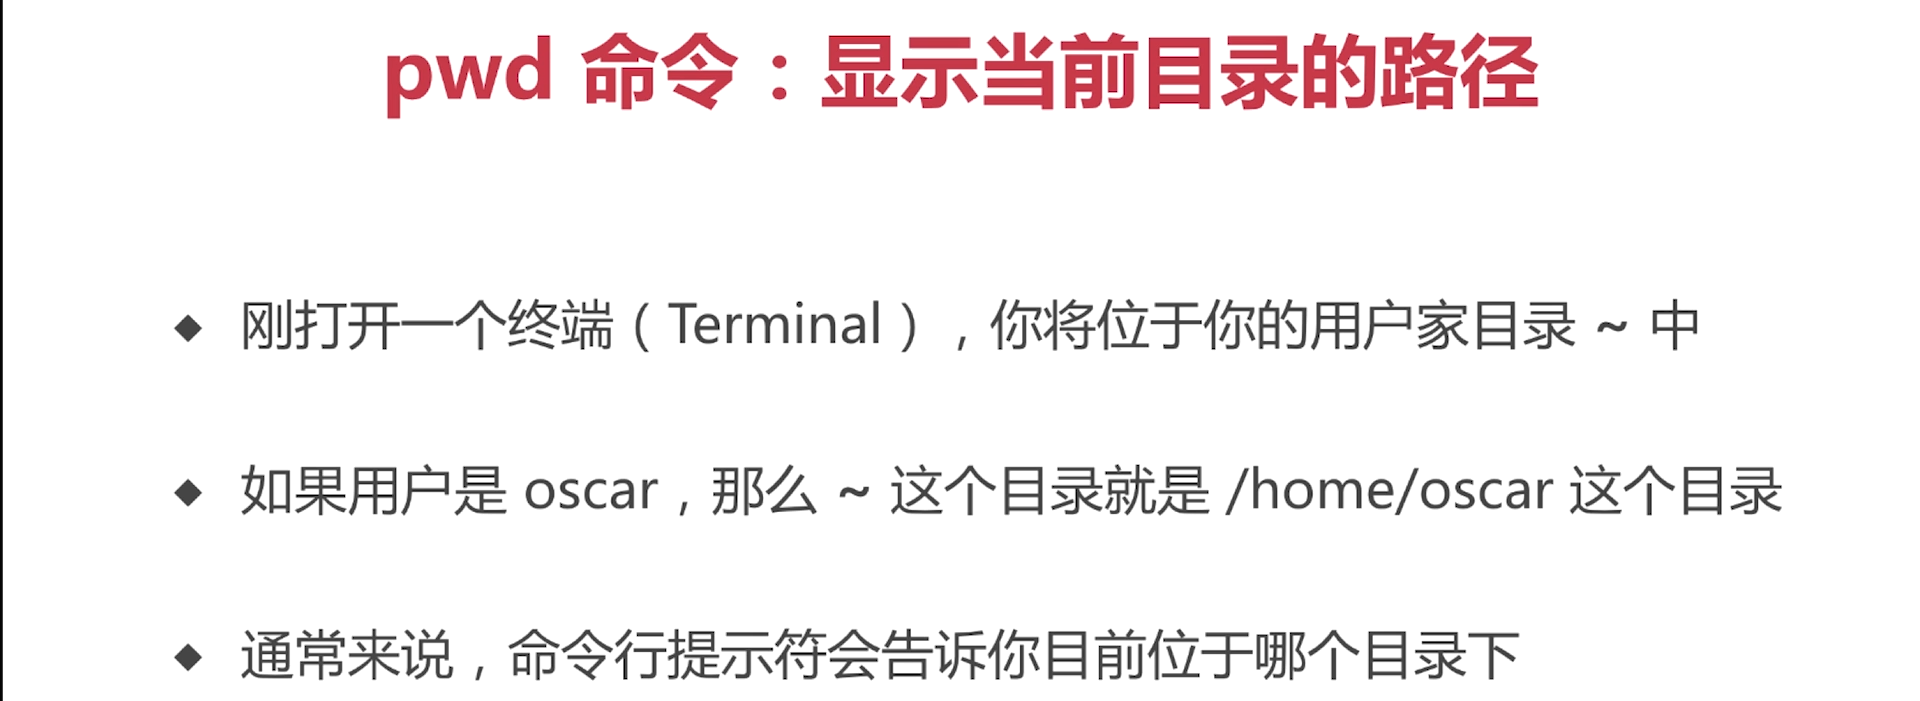 pwd 命令：显示当前目录的路径
◆ 刚打开一个终端（Terminal），你将位于你的用户家目录 ~ 中
◆ 如果用户是 oscar，那么 ~ 这个目录就是 /home/oscar 这个目录
◆ 通常来说，命令行提示符会告诉你目前位于哪个目录下